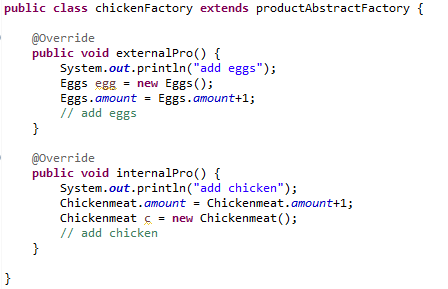 public class chickenFactory extends productAbstractFactory {
@Override
public void externalPro() {
System.out.println("add eggs");
Eggs egg = new Eggs();
Eggs.amount = Eggs.amount+1;
// add eggs
}
@Override
public void internalPro() {
System.out.println("add chicken");
Chickenmeat.amount = Chickenmeat.amount+1;
Chickenmeat c = new Chickenmeat();
// add chicken
}
}